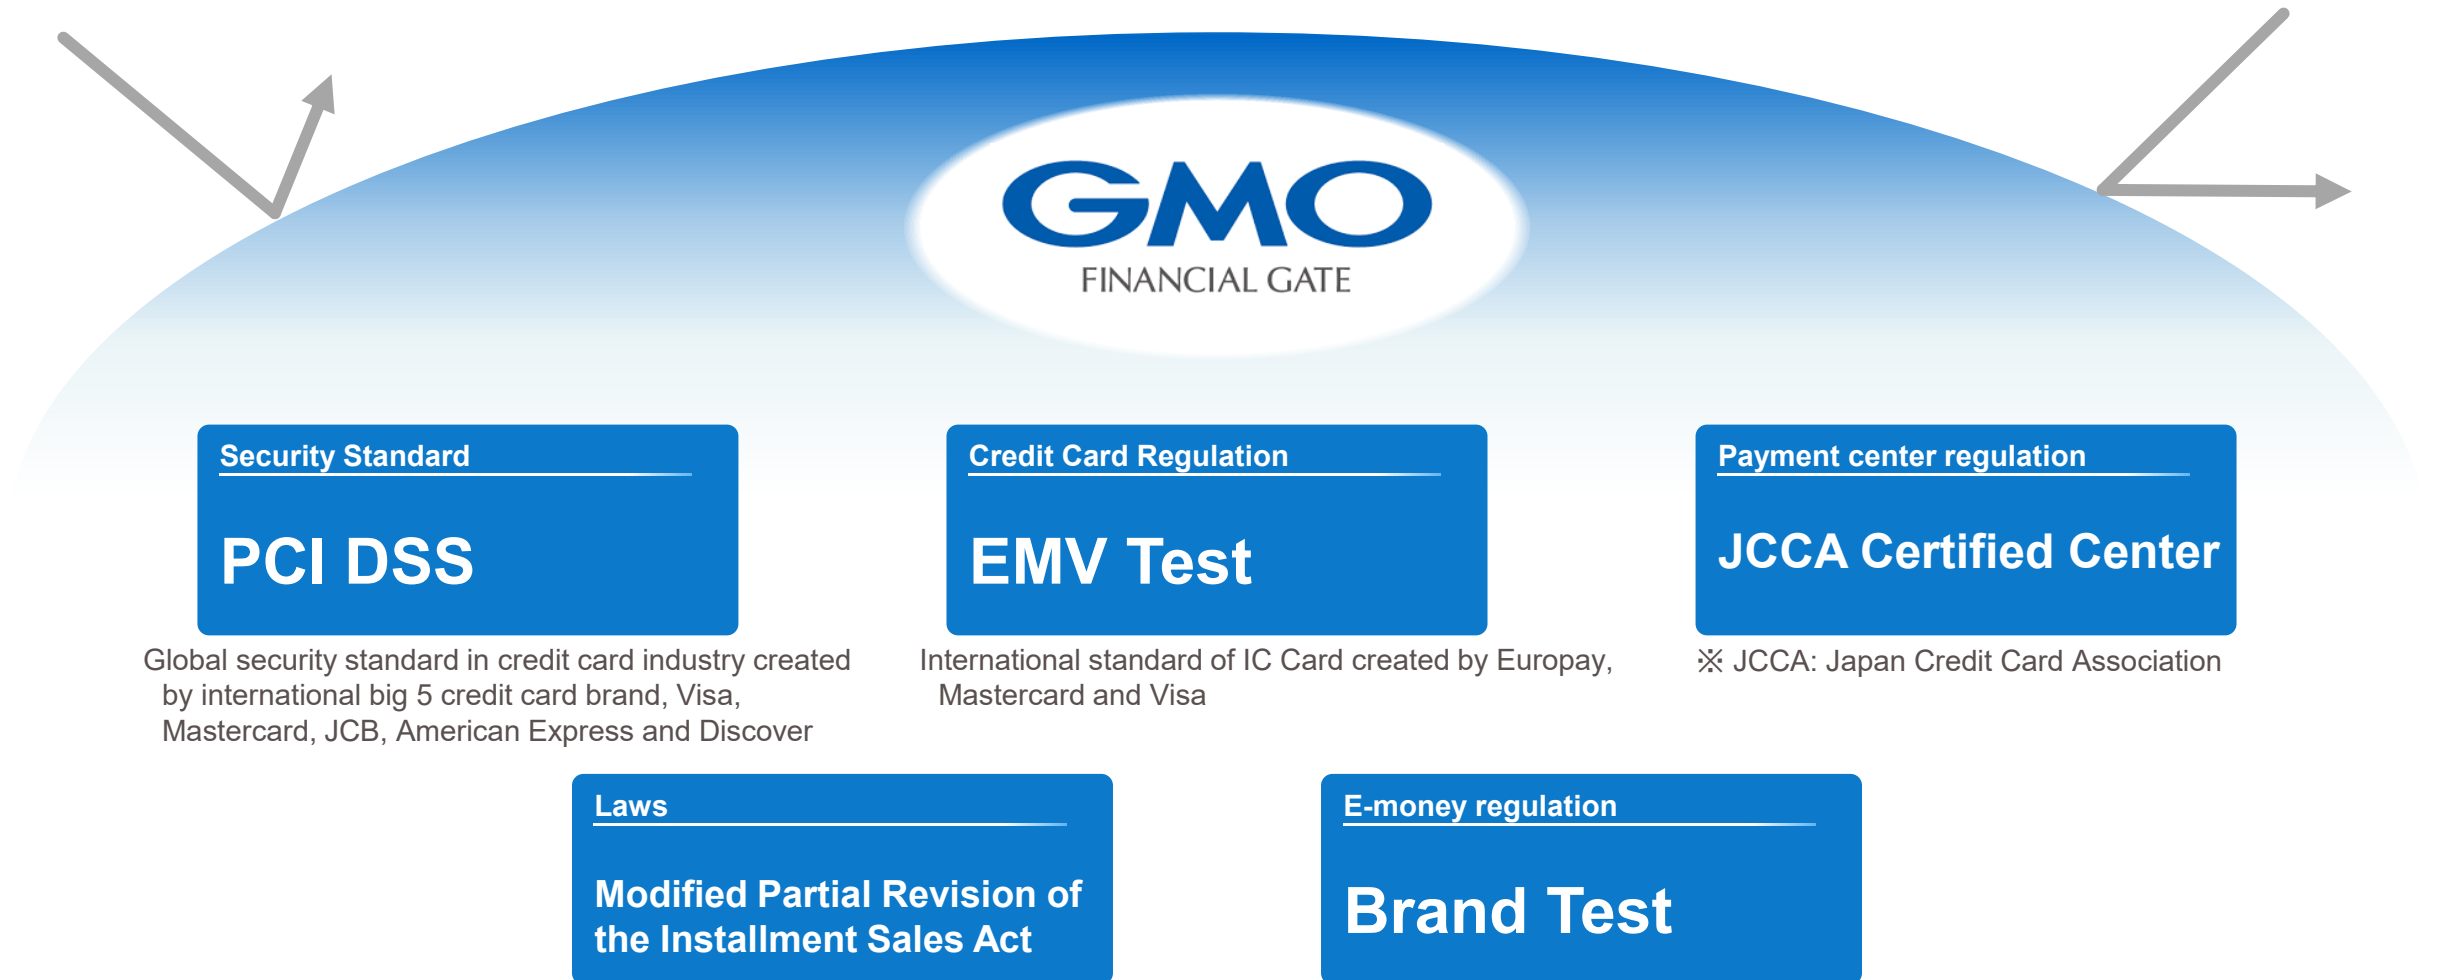 GMO
FINANCIAL GATE
Security Standard
PCI DSS
Global security standard in credit card industry created
by international big 5 credit card brand, Visa,
Mastercard, JCB, American Express and Discover
Credit Card Regulation
EMV Test
International standard of IC Card created by Europay,
Mastercard and Visa
Payment center regulation
JCCA Certified Center
※ JCCA: Japan Credit Card Association
Laws
Modified Partial Revision of
the Installment Sales Act
E-money regulation
Brand Test